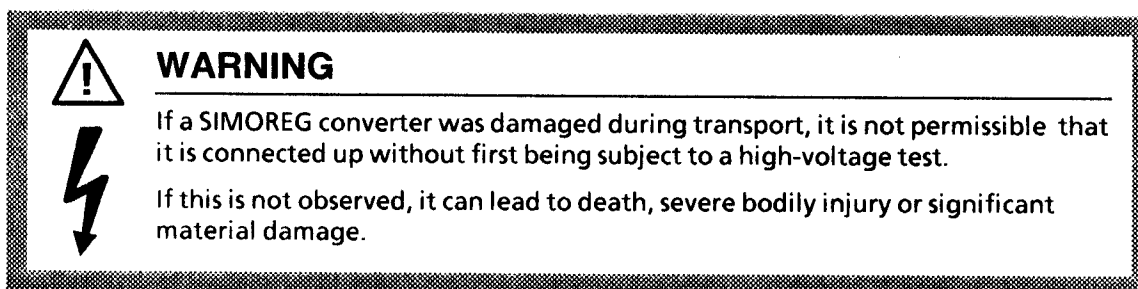 WARNING
If a SIMOREG converter was damaged during transport, it is not permissible that
it is connected up without first being subject to a high-voltage test.
If this is not observed, it can lead to death, severe bodily injury or significant
material damage.